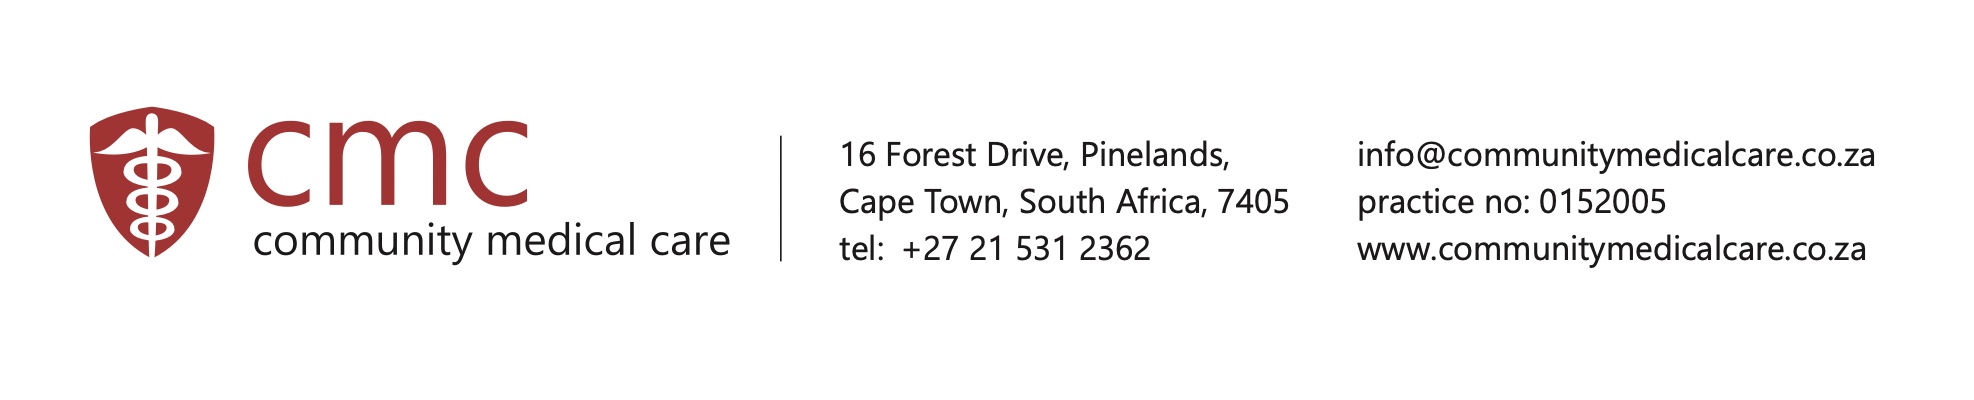 cmc
community medical care
16 Forest Drive, Pinelands,
Cape Town, South Africa, 7405
tel: +27 21 531 2362
info@communitymedicalcare.co.za
practice no: 0152005
www.communitymedicalcare.co.za